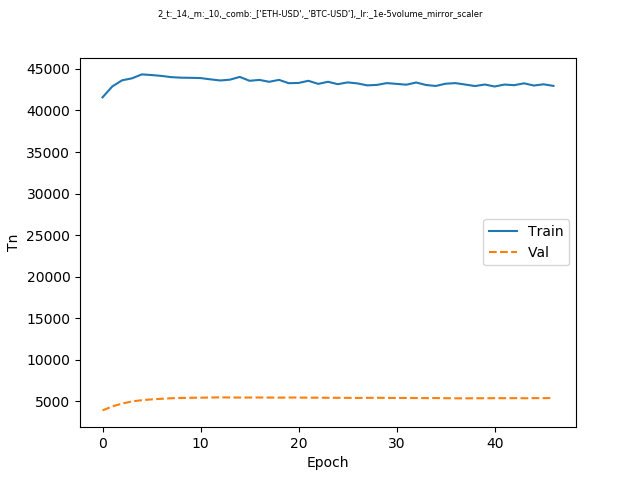 2_t:_14,_m:_10,_comb:_['ETH-USD',_'BTC-USD'],_lr:_1e-5volume_mirror_scaler
45000
40000
35000
30000
25000
20000
15000
10000
5000
Tn
Train
Val
0 10 20 30 40
Epoch